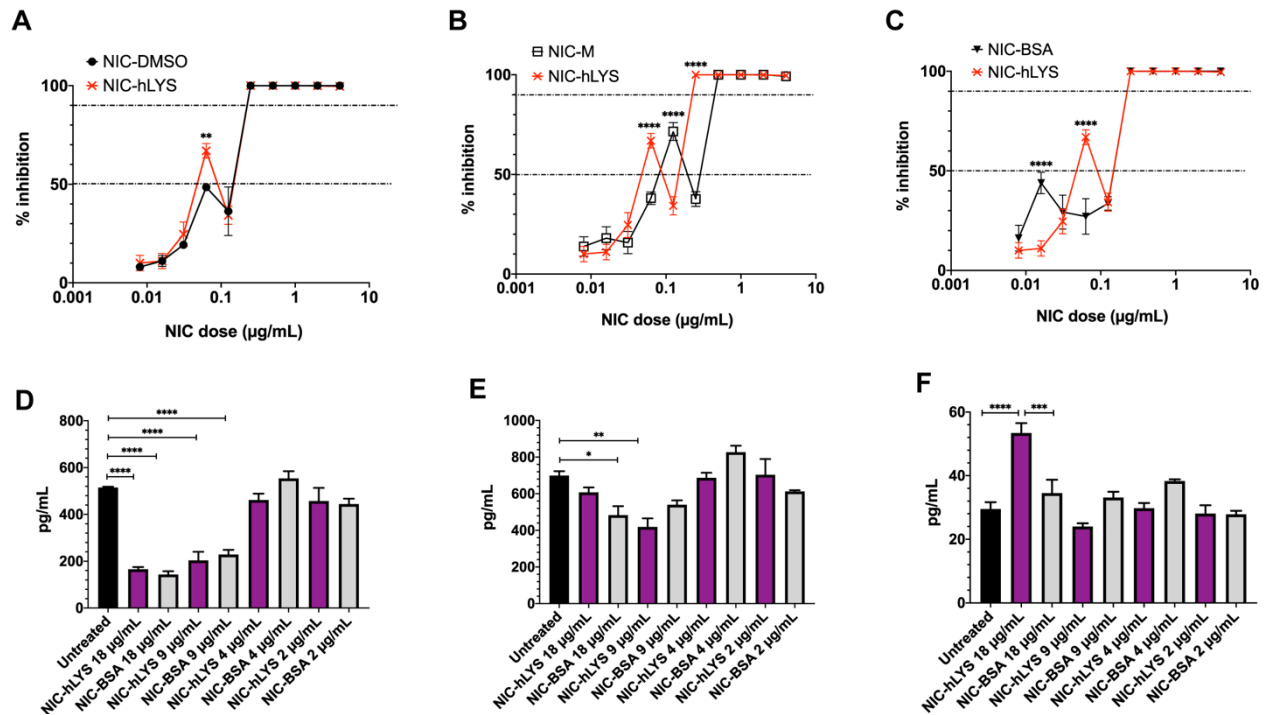 A
NIC-DMSO
NIC-hLYS
% inhibition
100
50
0
**
0.001 0.01 0.1 1 10
NIC dose (µg/mL)
B
NIC-M
NIC-hLYS
% inhibition
100
50
0
**** **** ****
0.001 0.01 0.1 1 10
NIC dose (µg/mL)
C
NIC-BSA
NIC-hLYS
% inhibition
100
50
0
**** ****
0.001 0.01 0.1 1 10
NIC dose (µg/mL)
D
pg/mL
800
600
400
200
0
****
****
****
****
Untreated
NIC-hLYS 18 µg/mL
NIC-BSA 18 µg/mL
NIC-hLYS 9 µg/mL
NIC-BSA 9 µg/mL
NIC-hLYS 4 µg/mL
NIC-BSA 4 µg/mL
NIC-hLYS 2 µg/mL
NIC-BSA 2 µg/mL
E
pg/mL
1000
800
600
400
200
0
**
*
Untreated
NIC-hLYS 18 µg/mL
NIC-BSA 18 µg/mL
NIC-hLYS 9 µg/mL
NIC-BSA 9 µg/mL
NIC-hLYS 4 µg/mL
NIC-BSA 4 µg/mL
NIC-hLYS 2 µg/mL
NIC-BSA 2 µg/mL
F
pg/mL
60
40
20
0
**** ***
Untreated
NIC-hLYS 18 µg/mL
NIC-BSA 18 µg/mL
NIC-hLYS 9 µg/mL
NIC-BSA 9 µg/mL
NIC-hLYS 4 µg/mL
NIC-BSA 4 µg/mL
NIC-hLYS 2 µg/mL
NIC-BSA 2 µg/mL